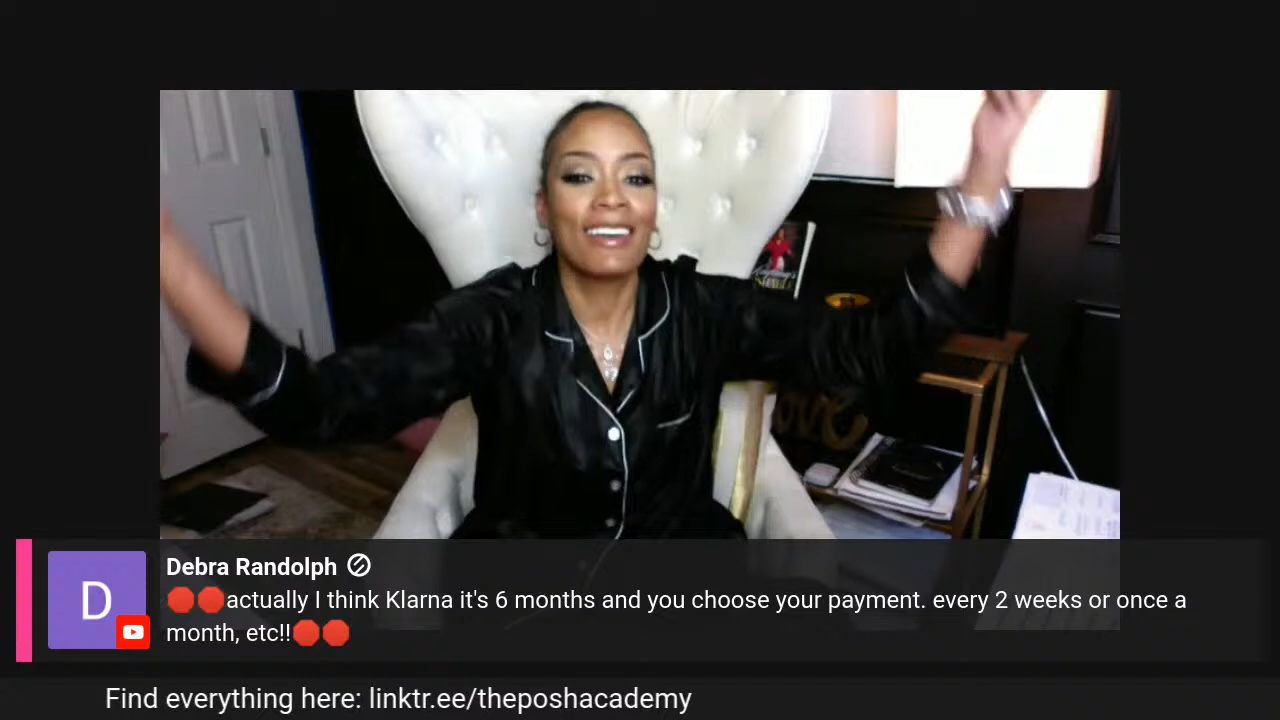 ove
D
Debra Randolph
🛑🛑actually I think Klarna it's 6 months and you choose your payment. every 2 weeks or once a
month, etc!!🛑🛑
Find everything here: linktr.ee/theposhacademy